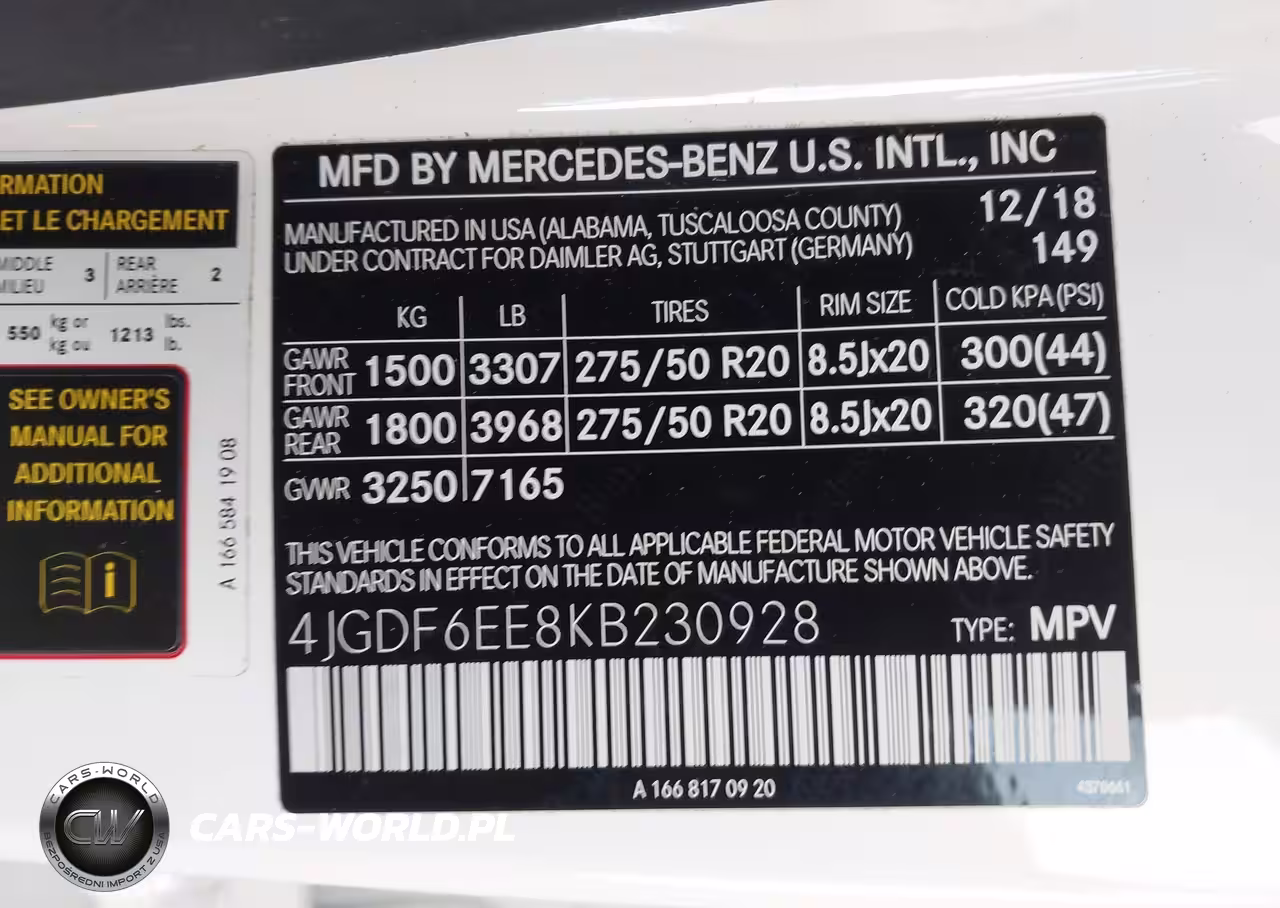 RMATION
ET LE CHARGEMENT
MIDDLE
MILIEU
3
REAR
ARRIÈRE
2
550 kg or
kg ou
1213 lbs.
lb.
SEE OWNER'S
MANUAL FOR
ADDITIONAL
INFORMATION
i
A 166 584 19 08
MFD BY MERCEDES-BENZ U.S. INTL., INC
MANUFACTURED IN USA (ALABAMA, TUSCALOOSA COUNTY) 12/18
UNDER CONTRACT FOR DAIMLER AG, STUTTGART (GERMANY) 149
KG LB TIRES RIM SIZE COLD KPA (PSI)
GAWR FRONT 1500 3307 275/50 R20 8.5Jx20 300(44)
GAWR REAR 1800 3968 275/50 R20 8.5Jx20 320(47)
GVWR 3250 7165
THIS VEHICLE CONFORMS TO ALL APPLICABLE FEDERAL MOTOR VEHICLE SAFETY
STANDARDS IN EFFECT ON THE DATE OF MANUFACTURE SHOWN ABOVE.
4JGDF6EE8KB230928 TYPE: MPV
A 166 817 09 20
CARS-WORLD
CW
BEZPOŚREDNI IMPORT Z USA
CARS-WORLD.PL